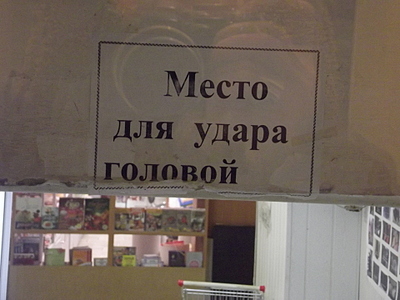 Место
для удара
головой